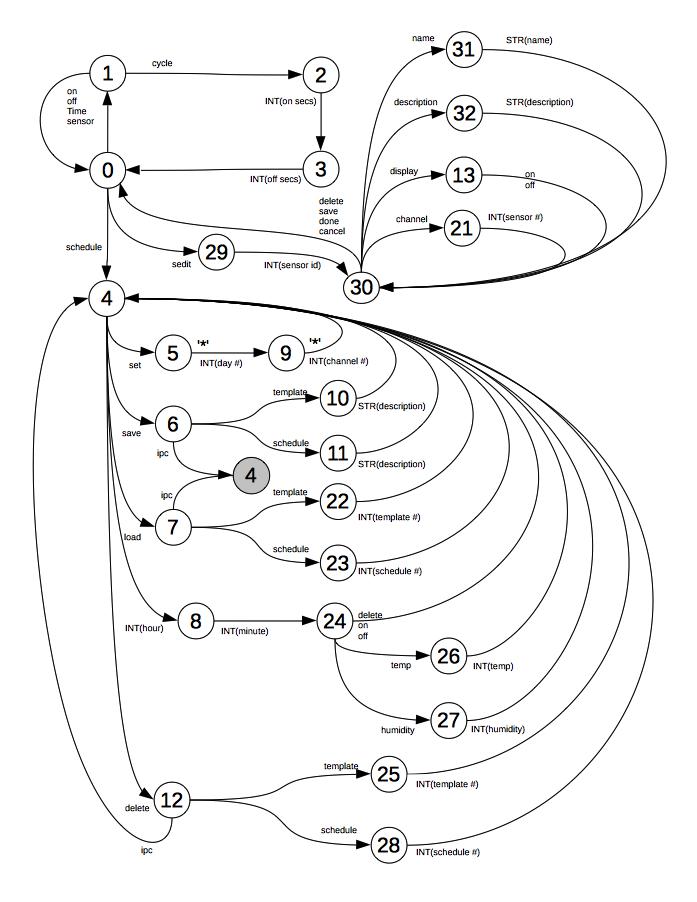 name
31
STR(name)
1
cycle
2
on
off
Time
sensor
INT(on secs)
description
32
STR(description)
0
3
INT(off secs)
display
13
on
off
delete
save
done
cancel
channel
21
INT(sensor #)
schedule
29
sedit
INT(sensor id)
30
4
5
'*'
9
'*'
set
INT(day #)
INT(channel #)
template
10
STR(description)
6
save
schedule
11
ipc
STR(description)
4
ipc
template
22
INT(template #)
7
load
schedule
23
INT(schedule #)
8
INT(hour)
INT(minute)
24
delete
on
off
26
temp
INT(temp)
27
humidity
INT(humidity)
template
25
INT(template #)
12
delete
schedule
28
INT(schedule #)
ipc